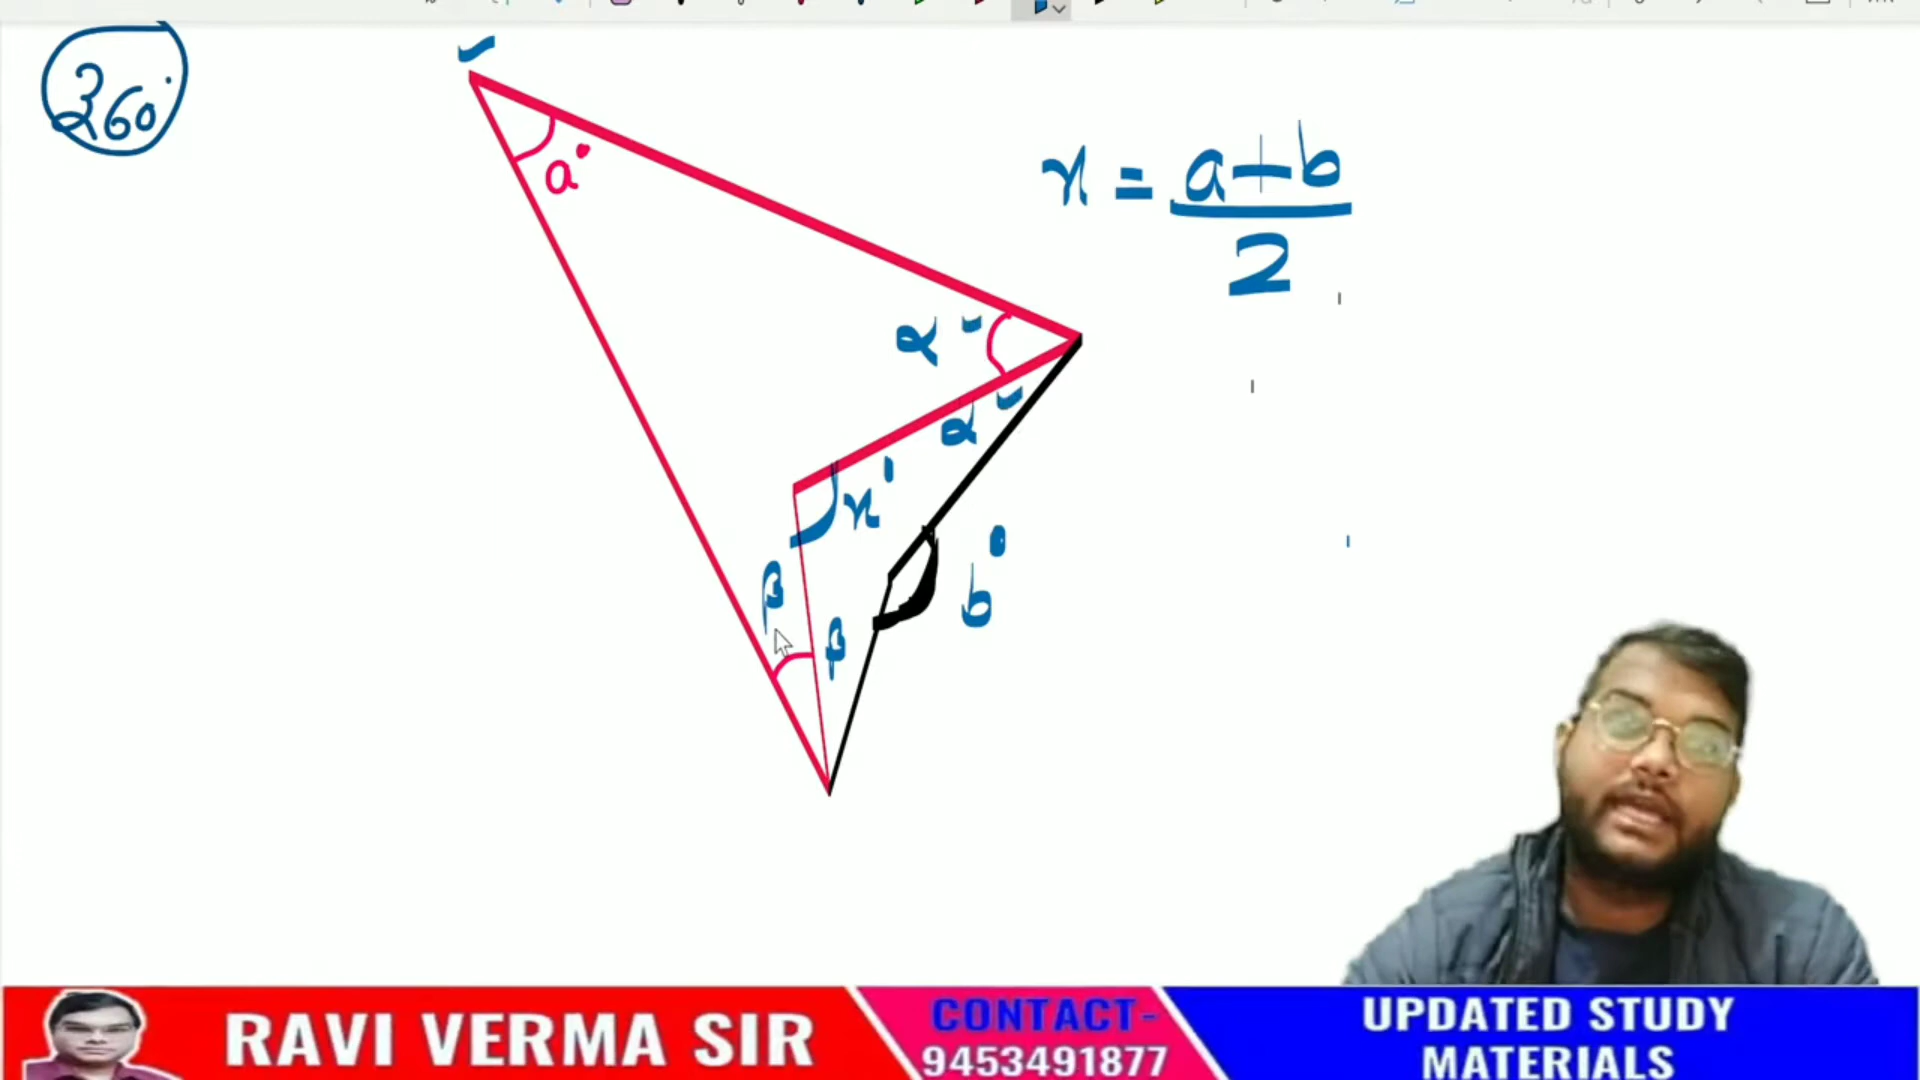 360°
a°
x = a+b
2
α
α
x
β
β
b°
RAVI VERMA SIR
CONTACT-
9453491877
UPDATED STUDY
MATERIALS